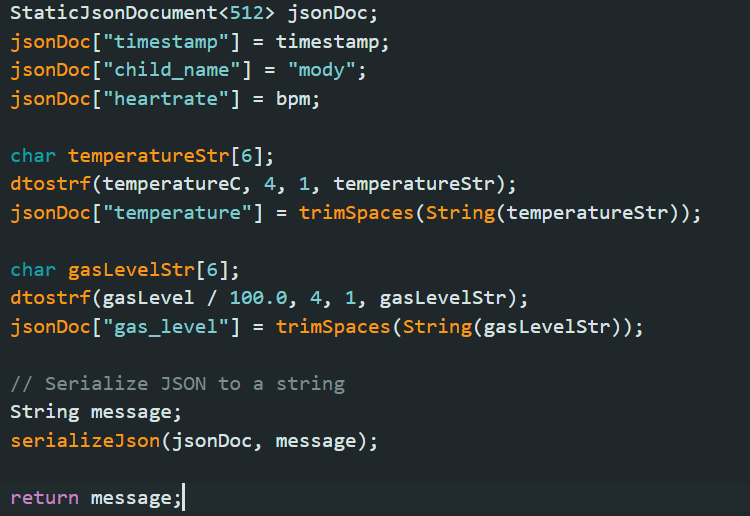 StaticJsonDocument<512> jsonDoc;
jsonDoc["timestamp"] = timestamp;
jsonDoc["child_name"] = "mody";
jsonDoc["heartrate"] = bpm;
char temperatureStr[6];
dtostrf(temperatureC, 4, 1, temperatureStr);
jsonDoc["temperature"] = trimSpaces(String(temperatureStr));
char gasLevelStr[6];
dtostrf(gasLevel / 100.0, 4, 1, gasLevelStr);
jsonDoc["gas_level"] = trimSpaces(String(gasLevelStr));
// Serialize JSON to a string
String message;
serializeJson(jsonDoc, message);
return message;